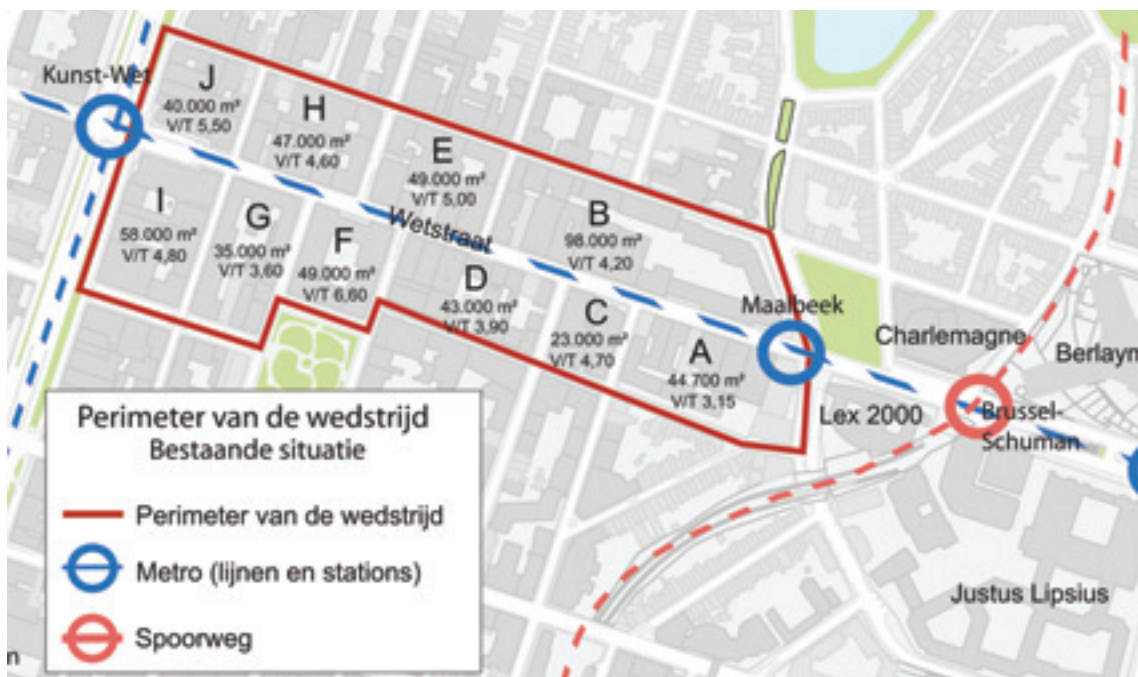 Kunst-Wet
J
40.000 m²
V/T 5,50
H
47.000 m²
V/T 4,60
E
49.000 m²
V/T 5,00
B
98.000 m²
V/T 4,20
I
58.000 m²
V/T 4,80
G
35.000 m²
V/T 3,60
F
49.000 m²
V/T 6,60
Wetstraat
D
43.000 m²
V/T 3,90
C
23.000 m²
V/T 4,70
A
44.700 m²
V/T 3,15
Maalbeek
Charlemagne
Berlaym
Lex 2000
Brussel-
Schuman
Justus Lipsius
Perimeter van de wedstrijd
Bestaande situatie
Perimeter van de wedstrijd
Metro (lijnen en stations)
Spoorweg
m